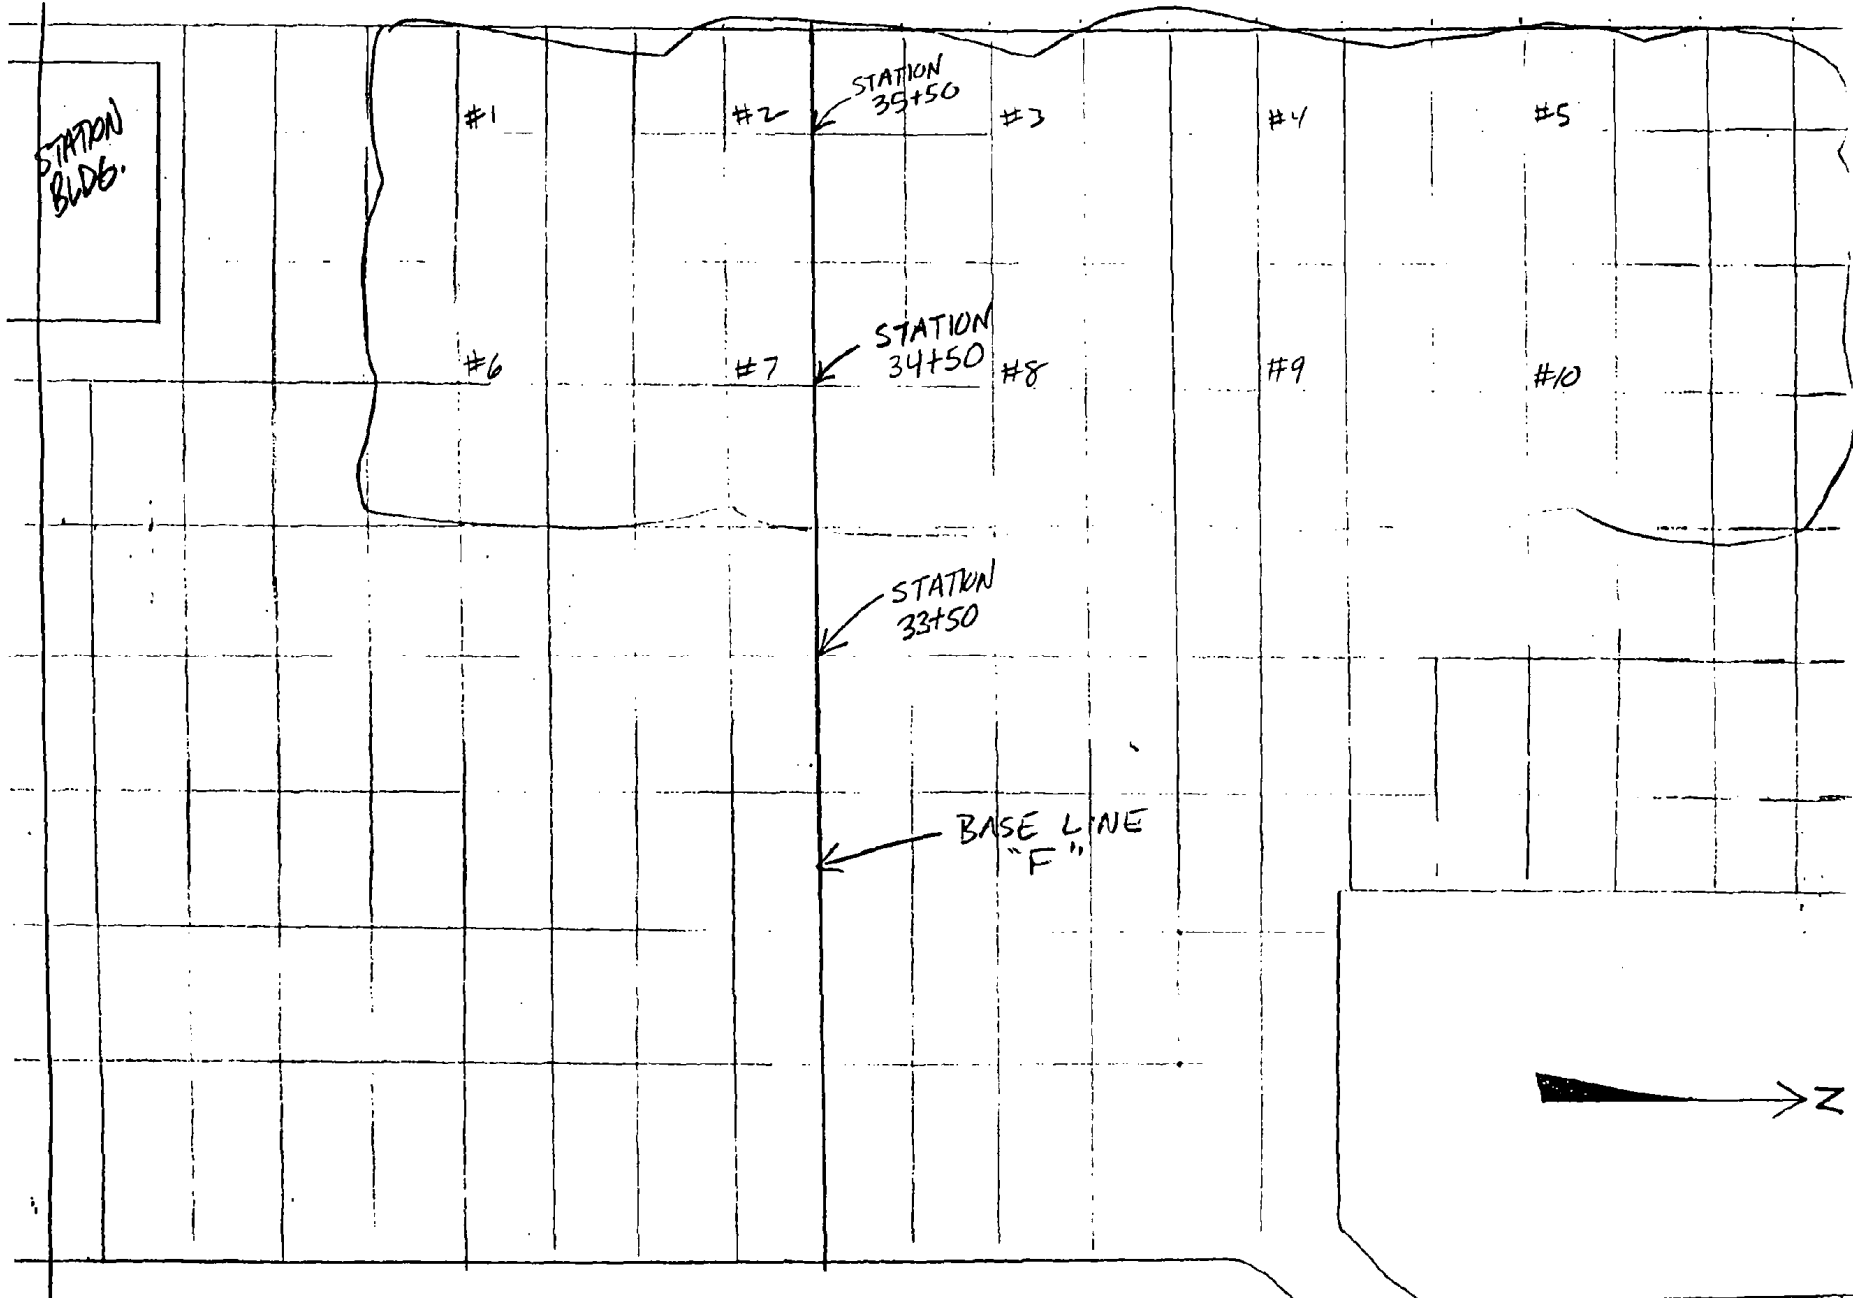 STATION
BLDG.
#1
#2
STATION
35+50
#3
#4
#5
#6
#7
STATION
34+50
#8
#9
#10
STATION
33+50
BASE LINE
"F"
N